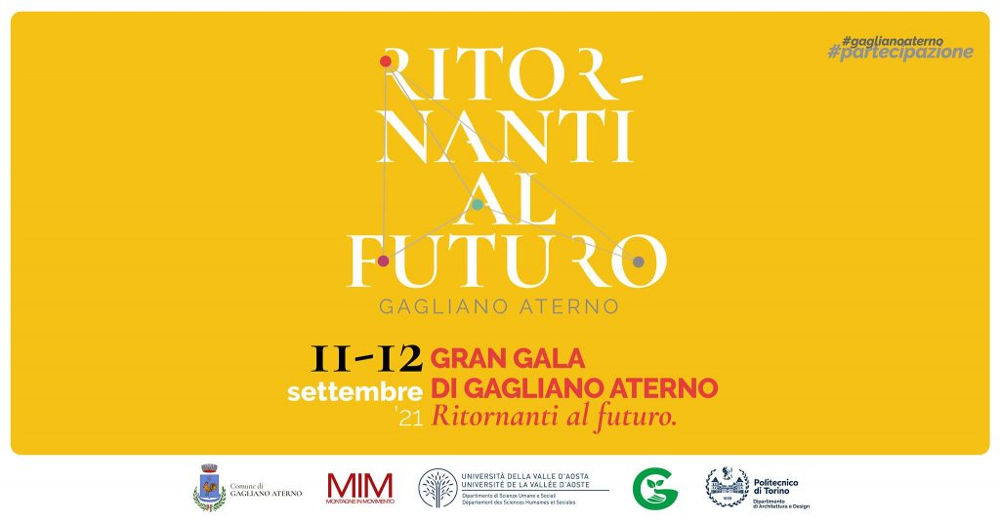 #gaglianoaterno
#partecipazione
RITOR-
NANTI
AL
FUTURO
GAGLIANO ATERNO
11-12
settembre
'21
GRAN GALA
DI GAGLIANO ATERNO
Ritornanti al futuro.
Comune di
GAGLIANO ATERNO
MIM
MONTAGNE IN MOVIMENTO
UNIVERSITÀ DELLA VALLE D'AOSTA
UNIVERSITÉ DE LA VALLÉE D'AOSTE
Dipartimento di Scienze Umane e Sociali
Département des Sciences Humaines et Sociales
G
1859
Politecnico
di Torino
Dipartimento
di Architettura e Design